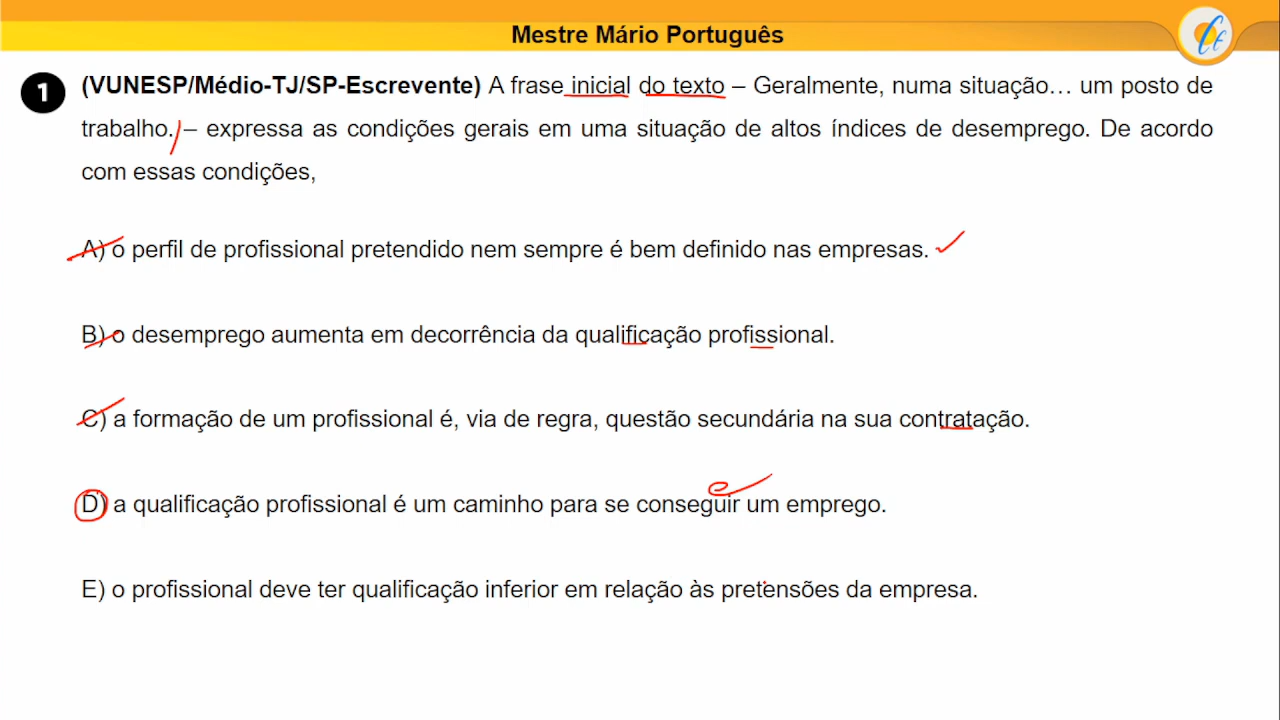 Mestre Mário Português
1 (VUNESP/Médio-TJ/SP-Escrevente) A frase inicial do texto – Geralmente, numa situação… um posto de
trabalho. – expressa as condições gerais em uma situação de altos índices de desemprego. De acordo
com essas condições,
A) o perfil de profissional pretendido nem sempre é bem definido nas empresas.
B) o desemprego aumenta em decorrência da qualificação profissional.
C) a formação de um profissional é, via de regra, questão secundária na sua contratação.
D) a qualificação profissional é um caminho para se conseguir um emprego.
E) o profissional deve ter qualificação inferior em relação às pretensões da empresa.